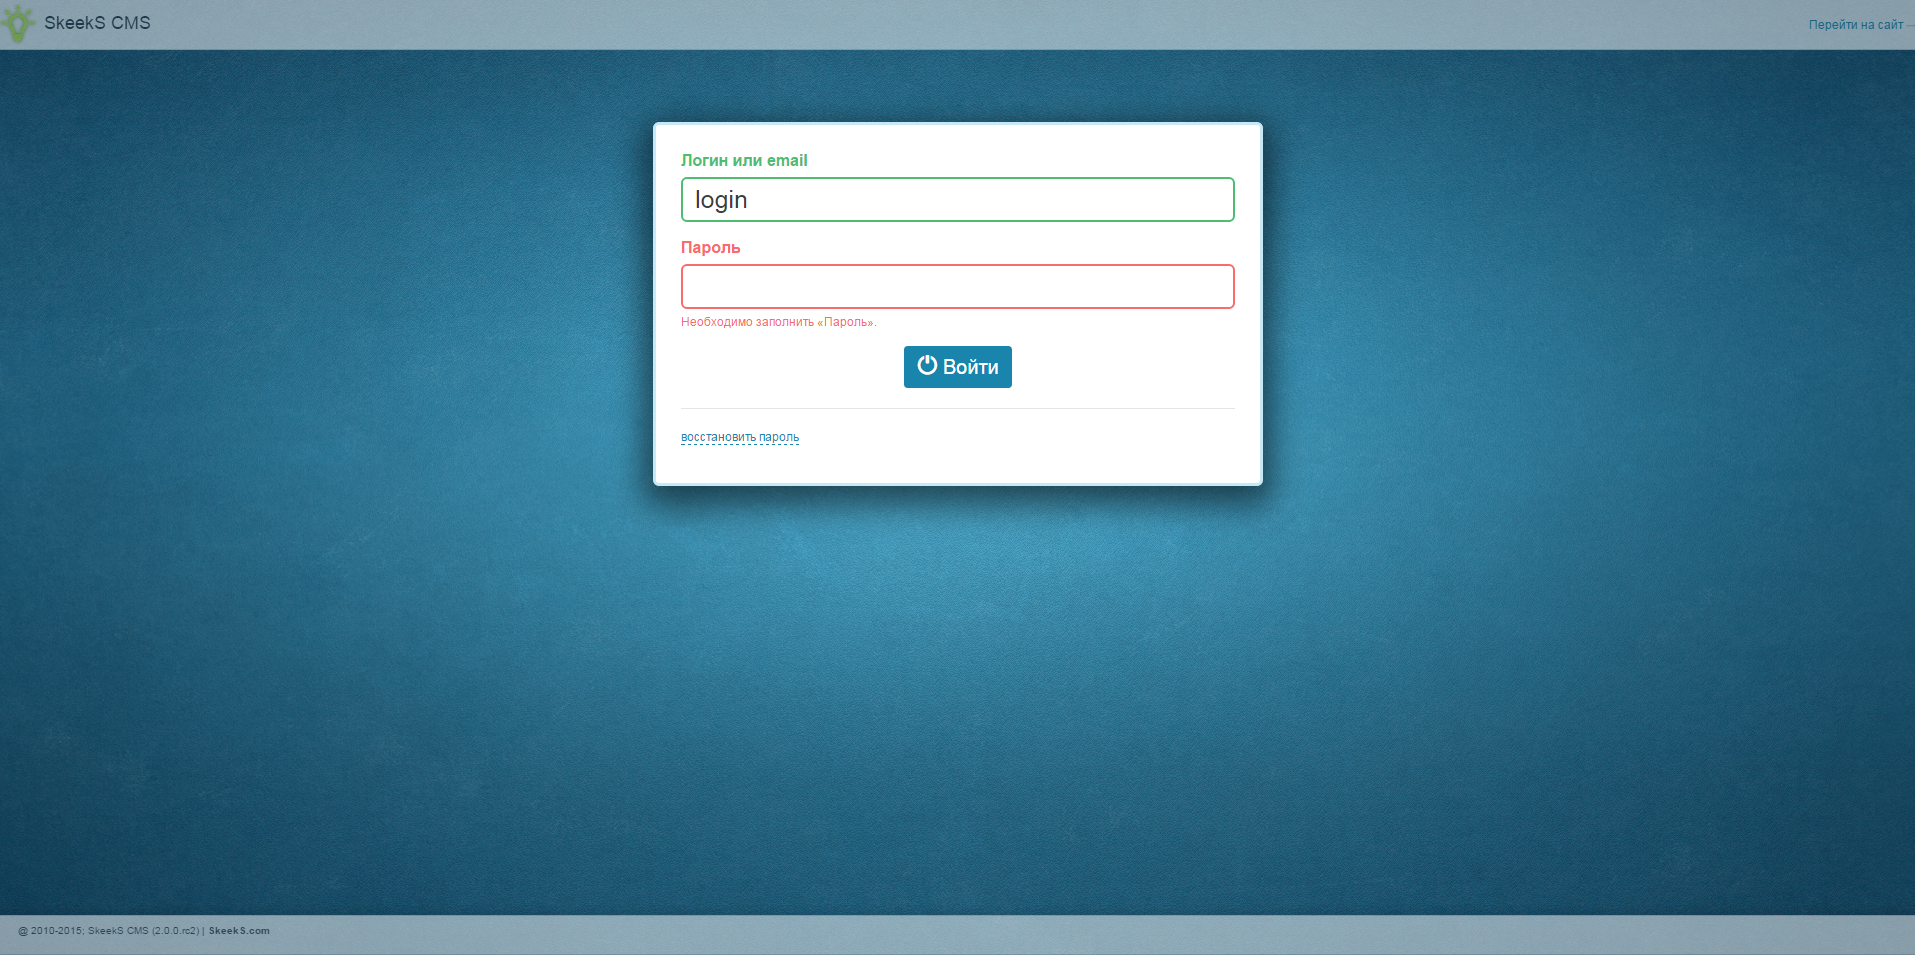 SkeekS CMS
Перейти на сайт
Логин или email
login
Пароль
Необходимо заполнить «Пароль».
Войти
восстановить пароль
@ 2010-2015; SkeekS CMS (2.0.0.rc2) | SkeekS.com